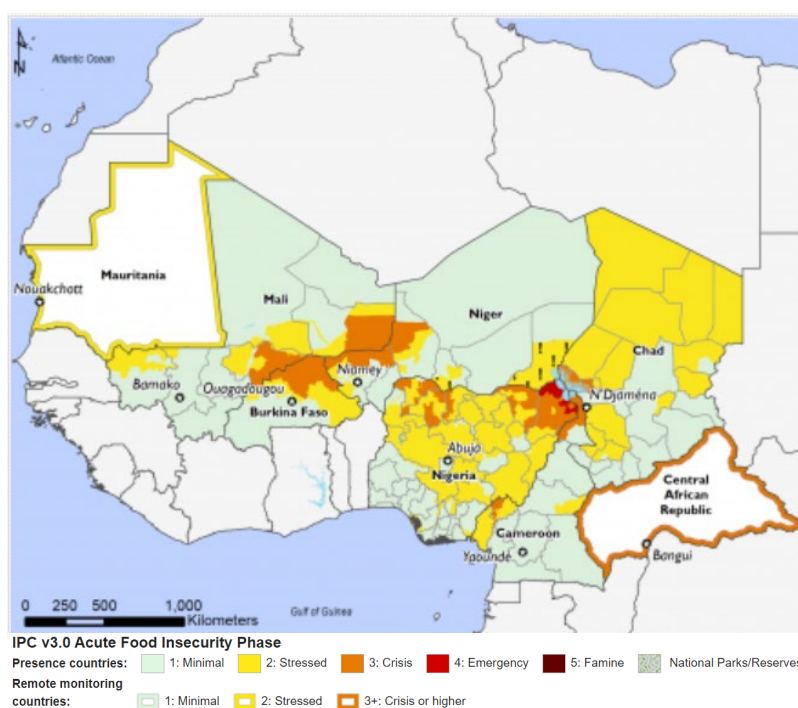 N
Atlantic Ocean
Mauritania
Nouakchott
Mali
Niger
Chad
Bamako
Ouagadougou
Niamey
N'Djaména
Burkina Faso
Abuja
Nigeria
Central
African
Republic
Cameroon
Yaoundé
Bangui
0 250 500 1,000
Kilometers
Gulf of Guinea
IPC v3.0 Acute Food Insecurity Phase
Presence countries: 1: Minimal 2: Stressed 3: Crisis 4: Emergency 5: Famine National Parks/Reserves
Remote monitoring
countries: 1: Minimal 2: Stressed 3+: Crisis or higher